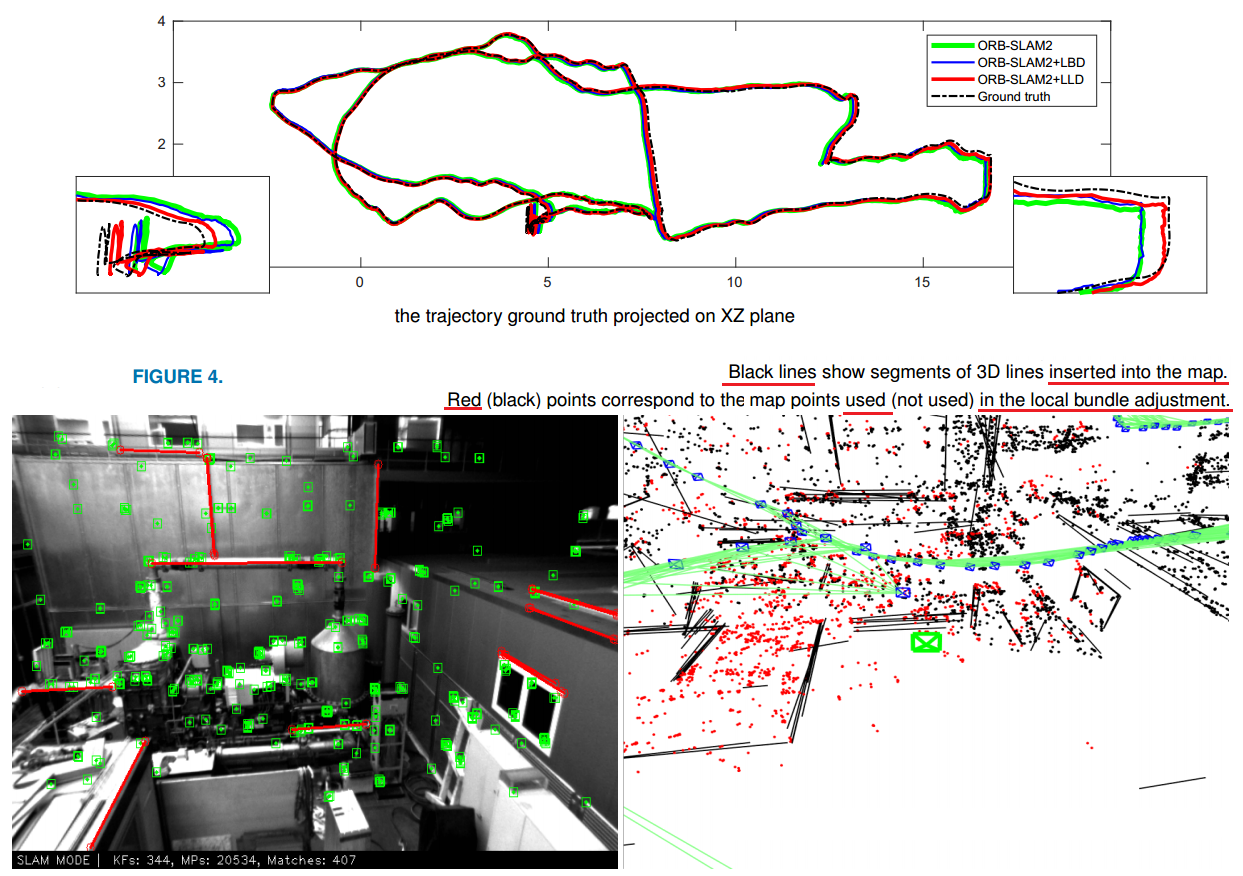 4
3
2
0
5
10
15
ORB-SLAM2
ORB-SLAM2+LBD
ORB-SLAM2+LLD
Ground truth
the trajectory ground truth projected on XZ plane
FIGURE 4.
Black lines show segments of 3D lines inserted into the map.
Red (black) points correspond to the map points used (not used) in the local bundle adjustment.
SLAM MODE | KFs: 344, MPs: 20534, Matches: 407